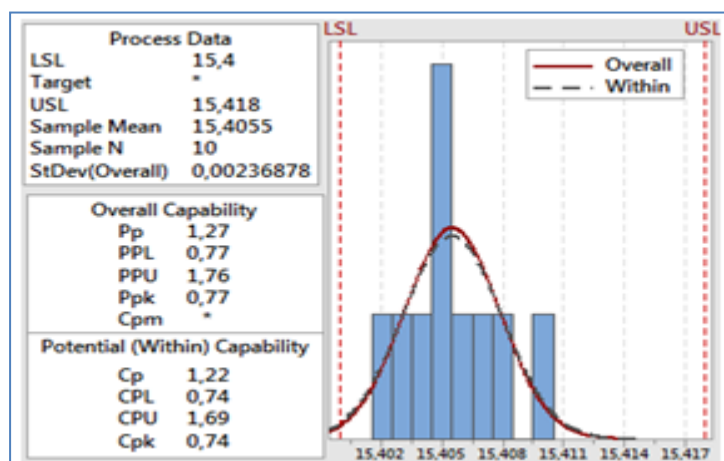 Process Data
LSL 15,4
Target *
USL 15,418
Sample Mean 15,4055
Sample N 10
StDev(Overall) 0,00236878
Overall Capability
Pp 1,27
PPL 0,77
PPU 1,76
Ppk 0,77
Cpm *
Potential (Within) Capability
Cp 1,22
CPL 0,74
CPU 1,69
Cpk 0,74
LSL USL
Overall
Within
15,402 15,405 15,408 15,411 15,414 15,417